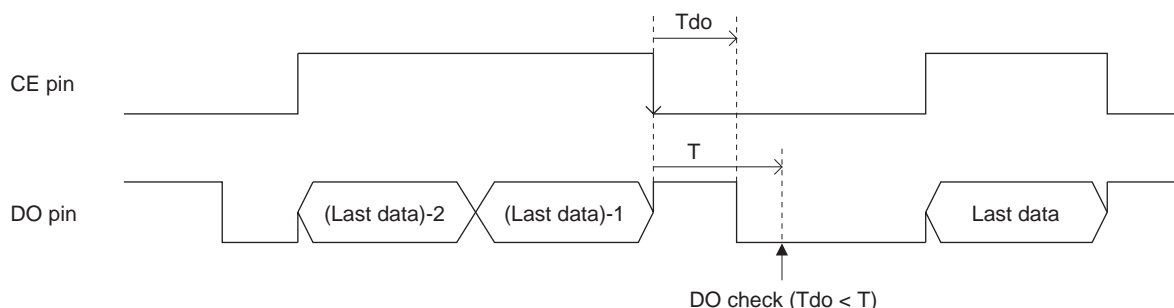 Tdo
CE pin
T
DO pin
(Last data)-2
(Last data)-1
Last data
DO check (Tdo < T)